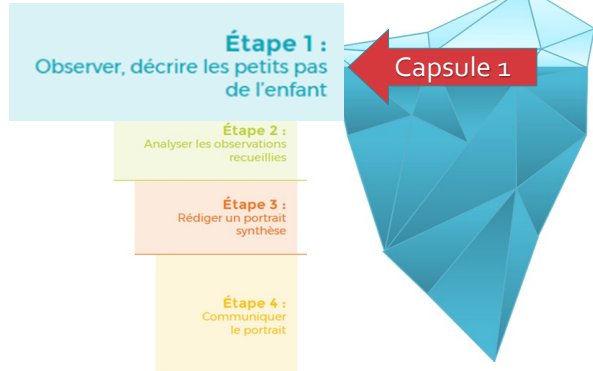 Étape 1 :
Observer, décrire les petits pas
de l'enfant
Capsule 1
Étape 2 :
Analyser les observations
recueillies
Étape 3 :
Rédiger un portrait
synthèse
Étape 4 :
Communiquer
le portrait